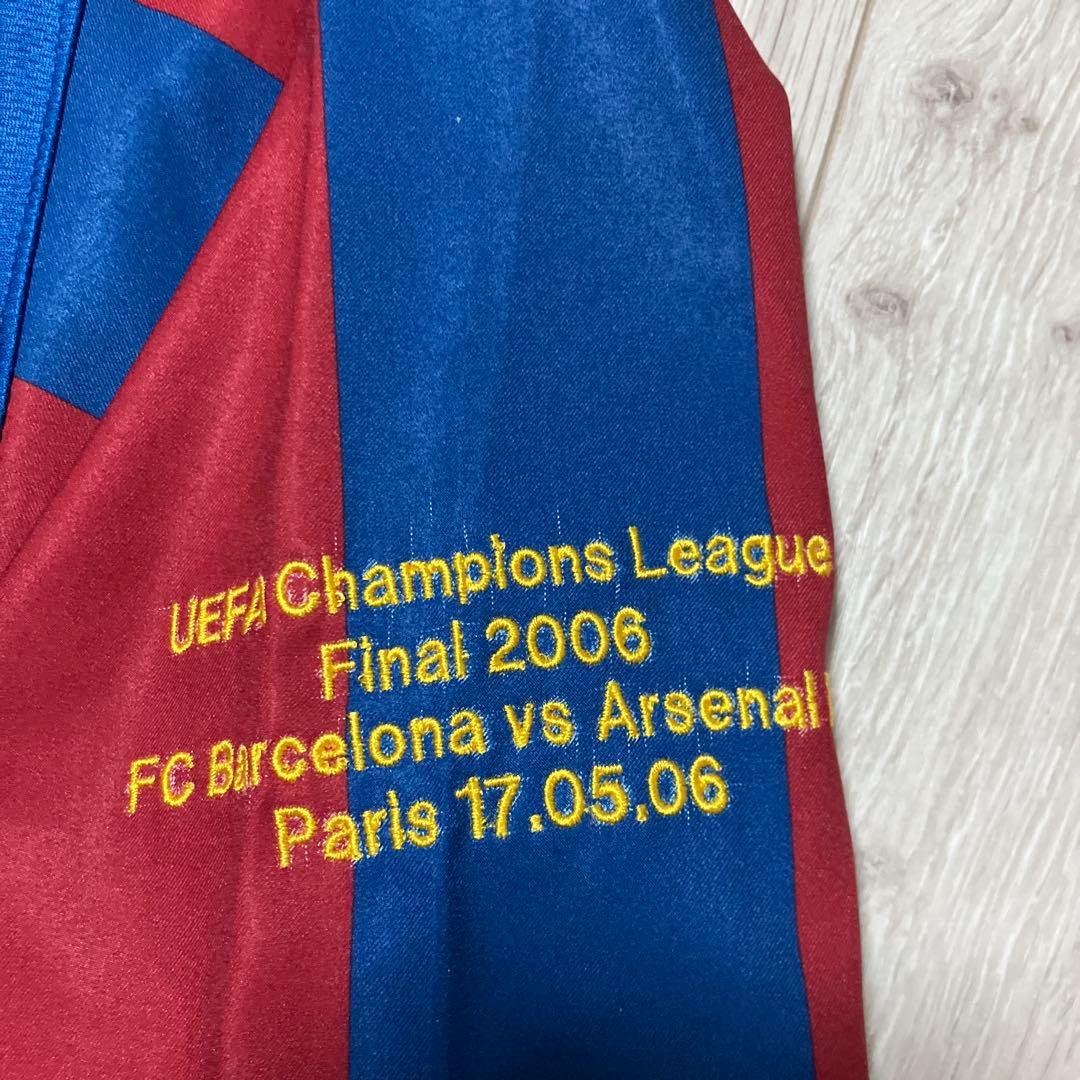 UEFA Champions League
Final 2006
FC Barcelona vs Arsenal
Paris 17.05.06